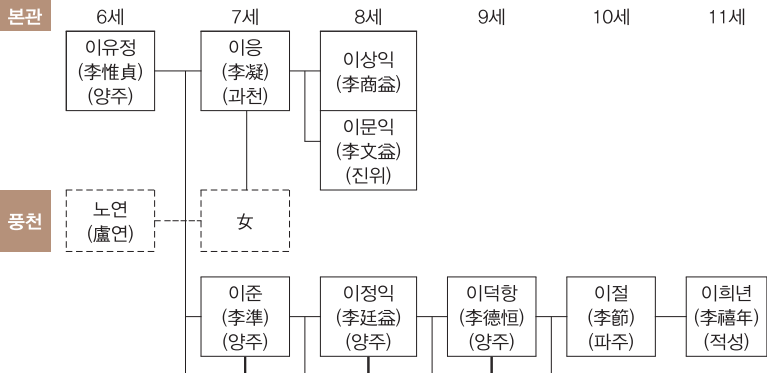 본관 6세 7세 8세 9세 10세 11세
이유정
(李惟貞)
(양주)
이응
(李凝)
(과천)
이상익
(李商益)
이문익
(李文益)
(진위)
풍천
노연
(盧연)
女
이준
(李準)
(양주)
이정익
(李廷益)
(양주)
이덕항
(李德恒)
(양주)
이절
(李節)
(파주)
이희년
(李禧年)
(적성)